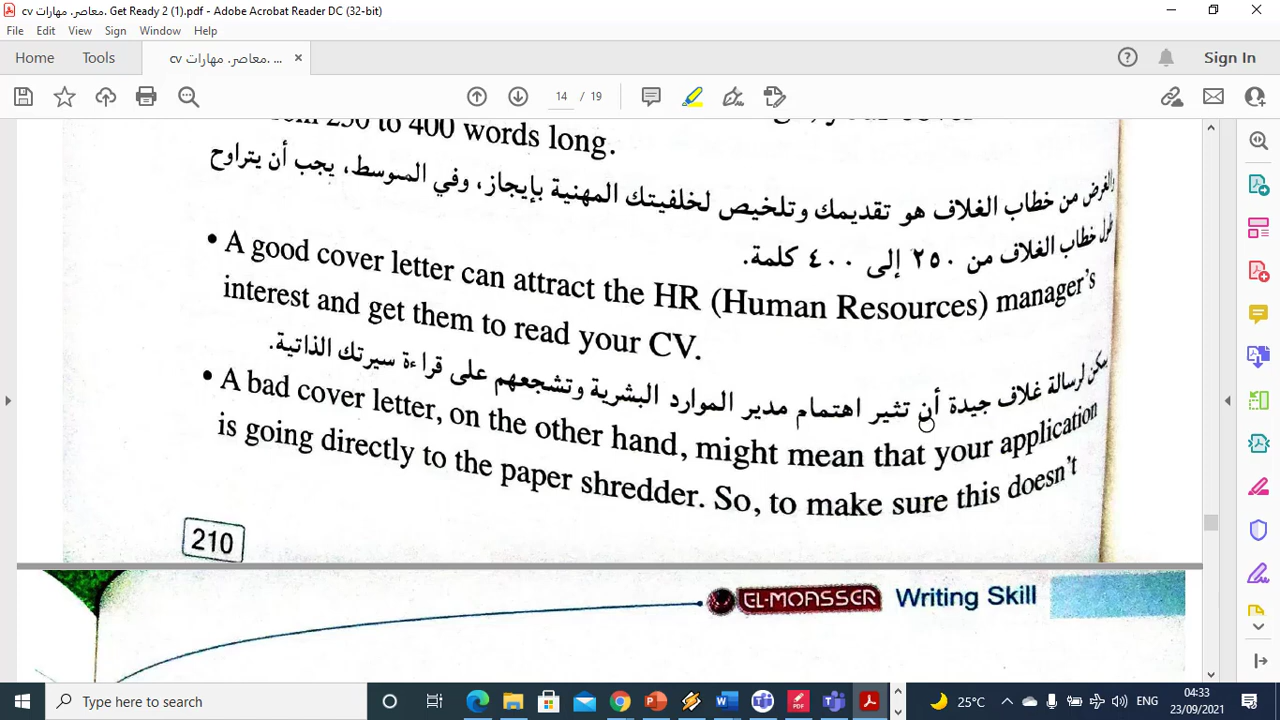 cv معاصر. مهارات. Get Ready 2 (1).pdf - Adobe Acrobat Reader DC (32-bit)
File Edit View Sign Window Help
Home Tools cv معاصر. مهارات. ... × Sign In
14 / 19
250 to 400 words long.
والغرض من خطاب الغلاف هو تقديمك وتلخيص لخلفيتك المهنية بإيجاز، وفي المتوسط، يجب أن يتراوح
طول خطاب الغلاف من ٢٥٠ إلى ٤٠٠ كلمة.
• A good cover letter can attract the HR (Human Resources) manager's
interest and get them to read your CV.
يمكن لرسالة غلاف جيدة أن تثير اهتمام مدير الموارد البشرية وتشجعهم على قراءة سيرتك الذاتية.
• A bad cover letter, on the other hand, might mean that your application
is going directly to the paper shredder. So, to make sure this doesn't
210
EL-MOASSER Writing Skill
Type here to search
25°C ENG 04:33
23/09/2021